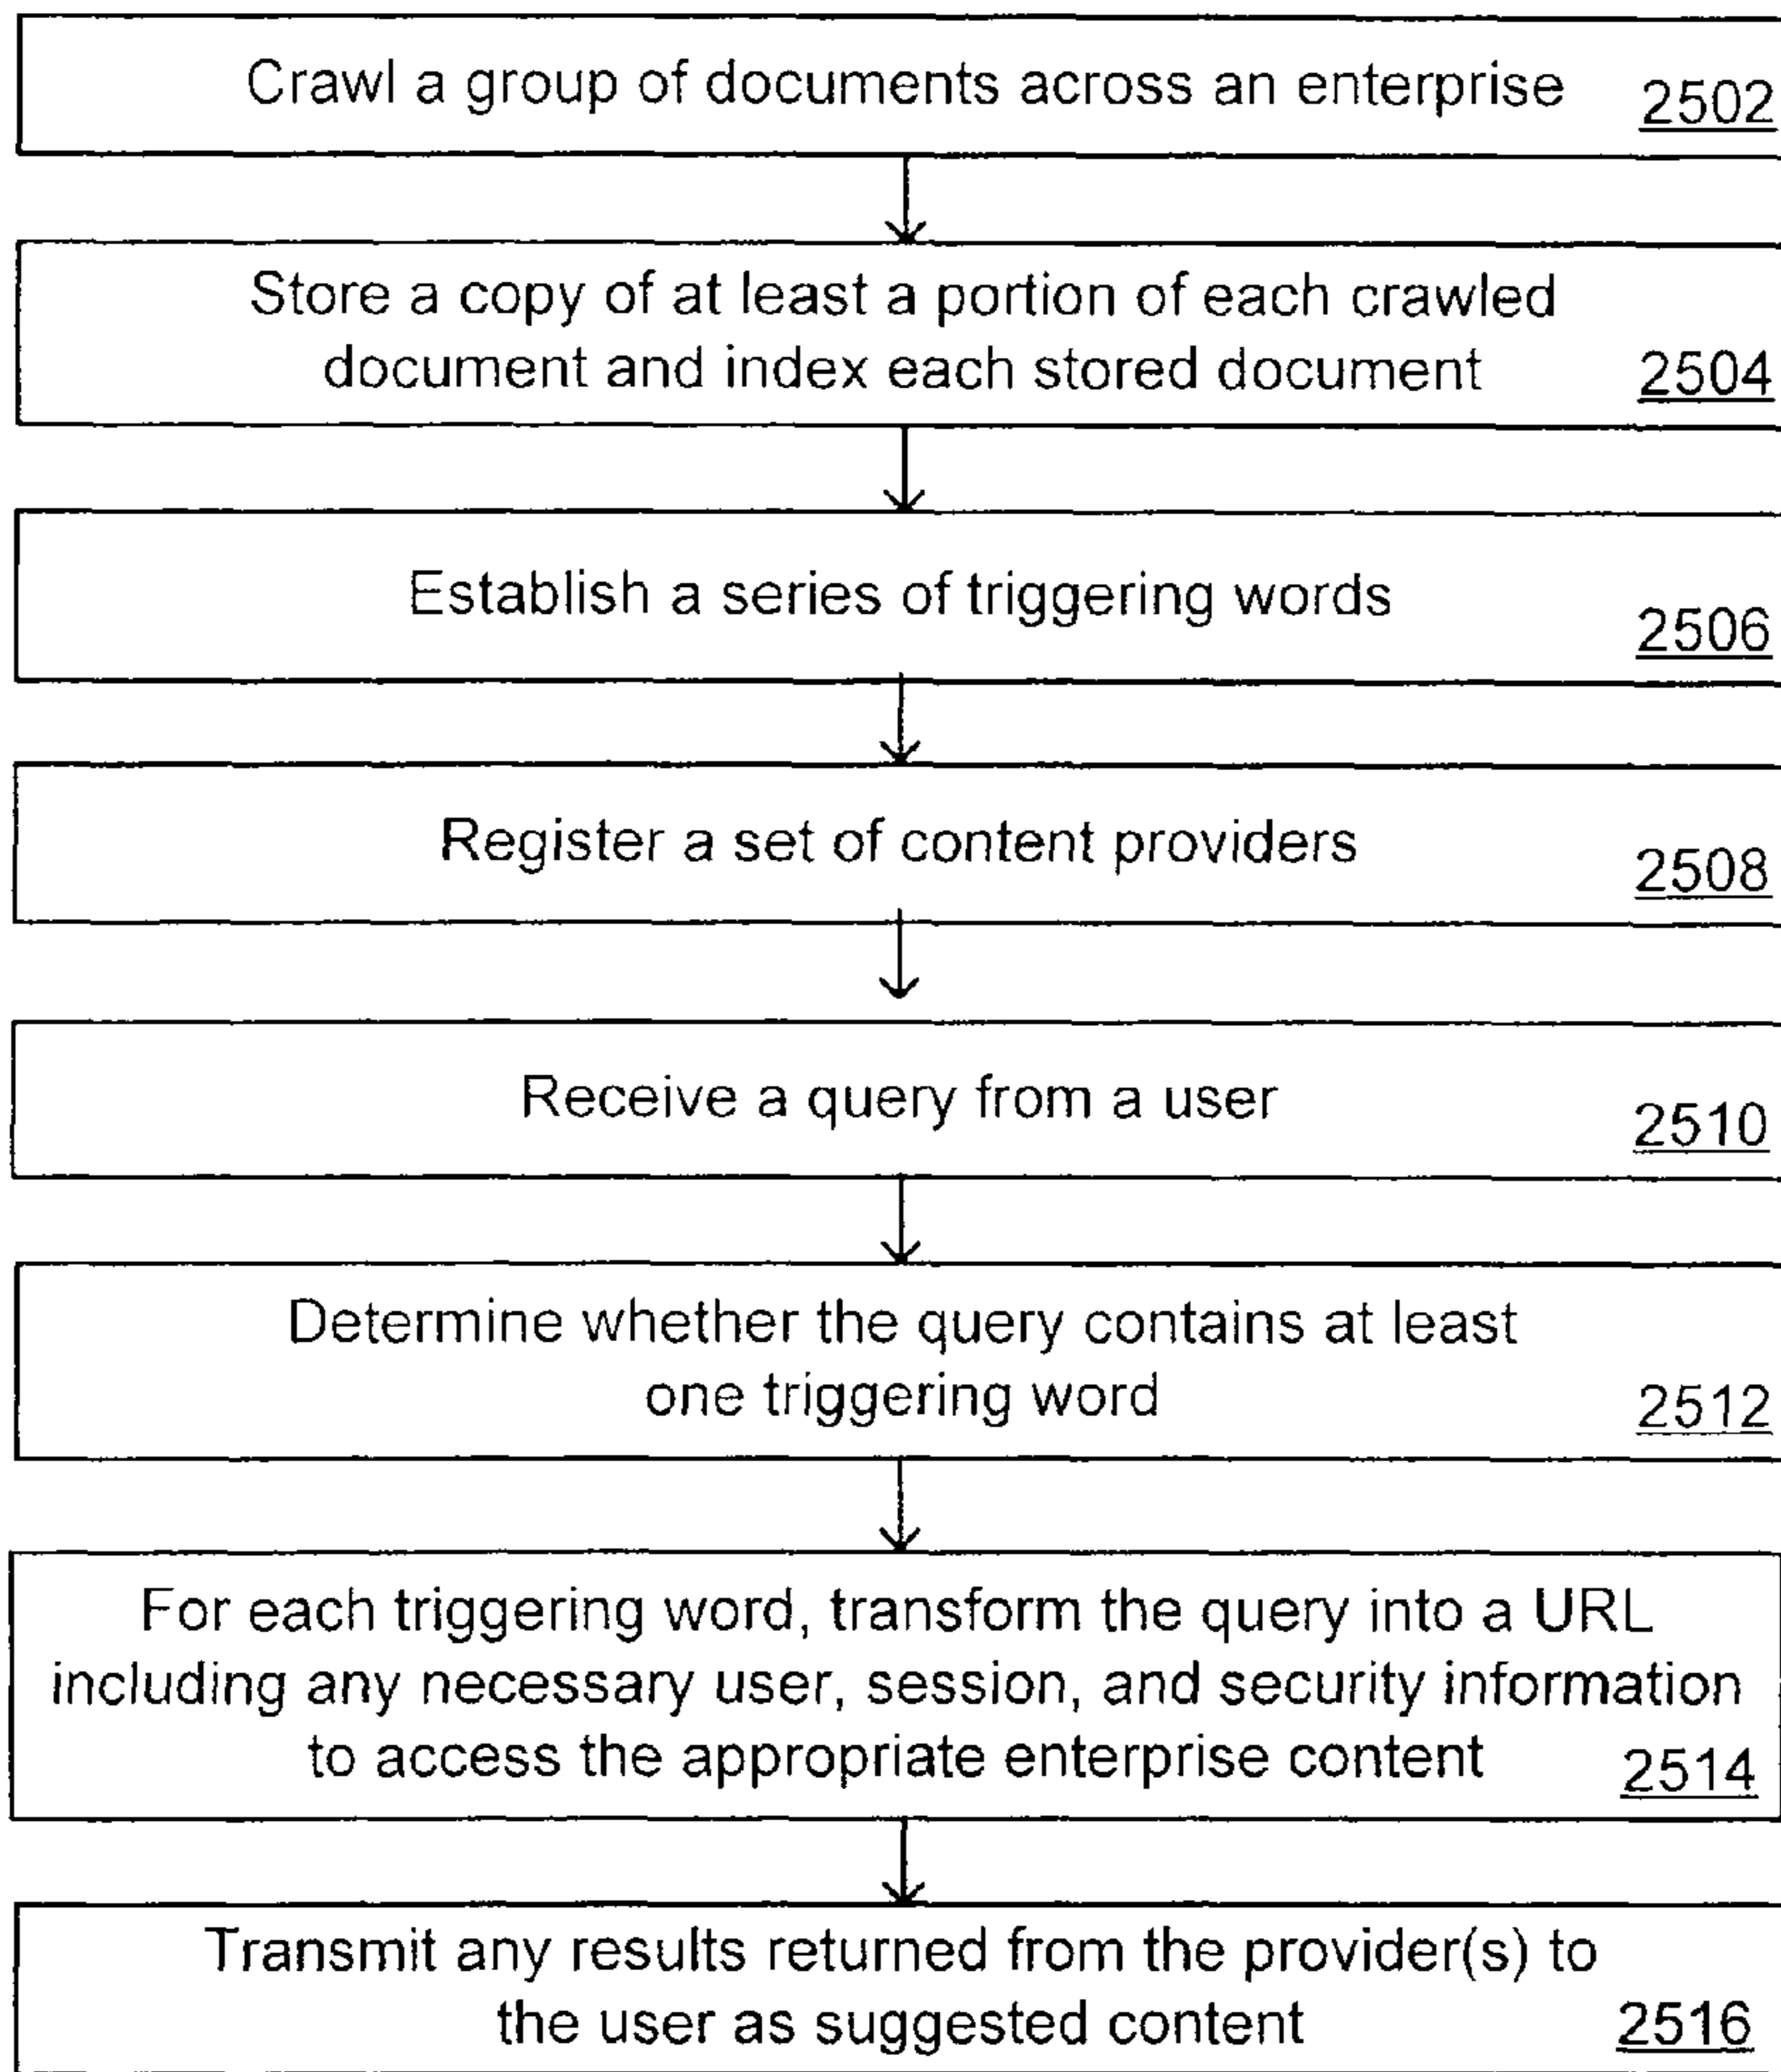 Crawl a group of documents across an enterprise
2502
Store a copy of at least a portion of each crawled
document and index each stored document
2504
Establish a series of triggering words
2506
Register a set of content providers
2508
Receive a query from a user
2510
Determine whether the query contains at least
one triggering word
2512
For each triggering word, transform the query into a URL
including any necessary user, session, and security information
to access the appropriate enterprise content
2514
Transmit any results returned from the provider(s) to
the user as suggested content
2516